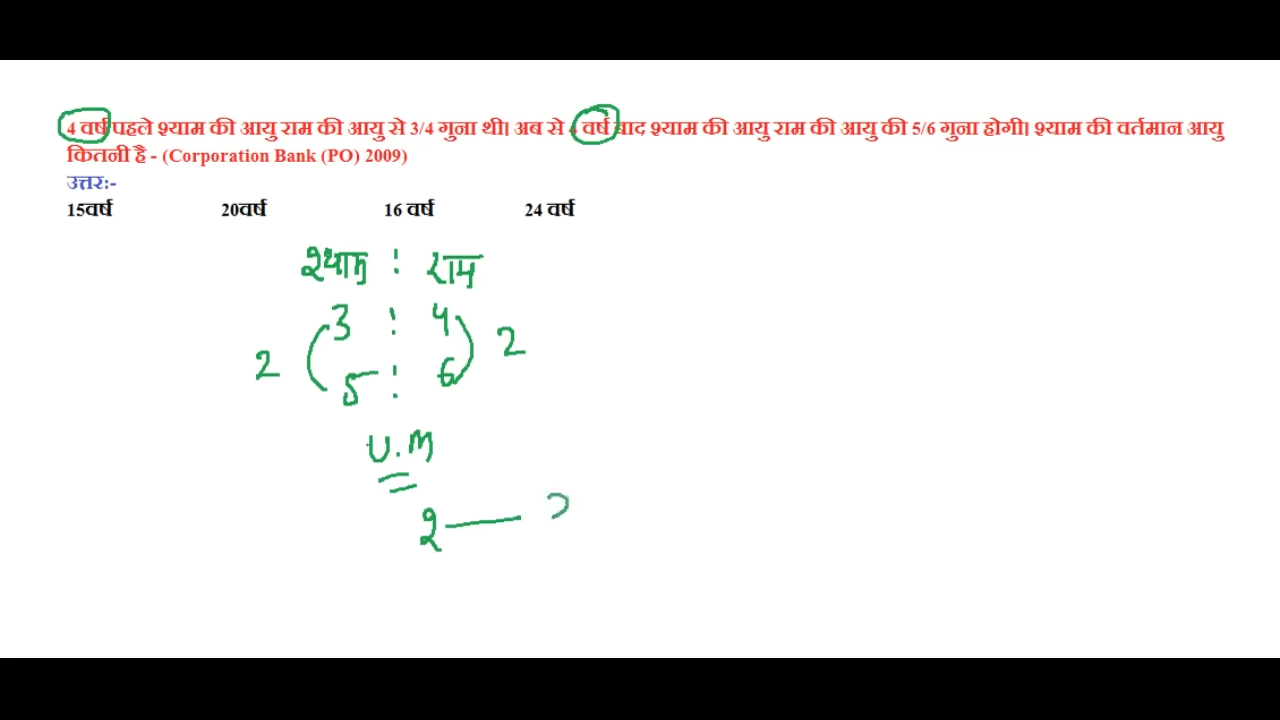 4 वर्ष पहले श्याम की आयु राम की आयु से 3/4 गुना थी। अब से 4 वर्ष बाद श्याम की आयु राम की आयु की 5/6 गुना होगी। श्याम की वर्तमान आयु
कितनी है - (Corporation Bank (PO) 2009)
उत्तर:-
15वर्ष 20वर्ष 16 वर्ष 24 वर्ष
श्याम : राम
3 : 4
2 2
5 : 6
U.M
2